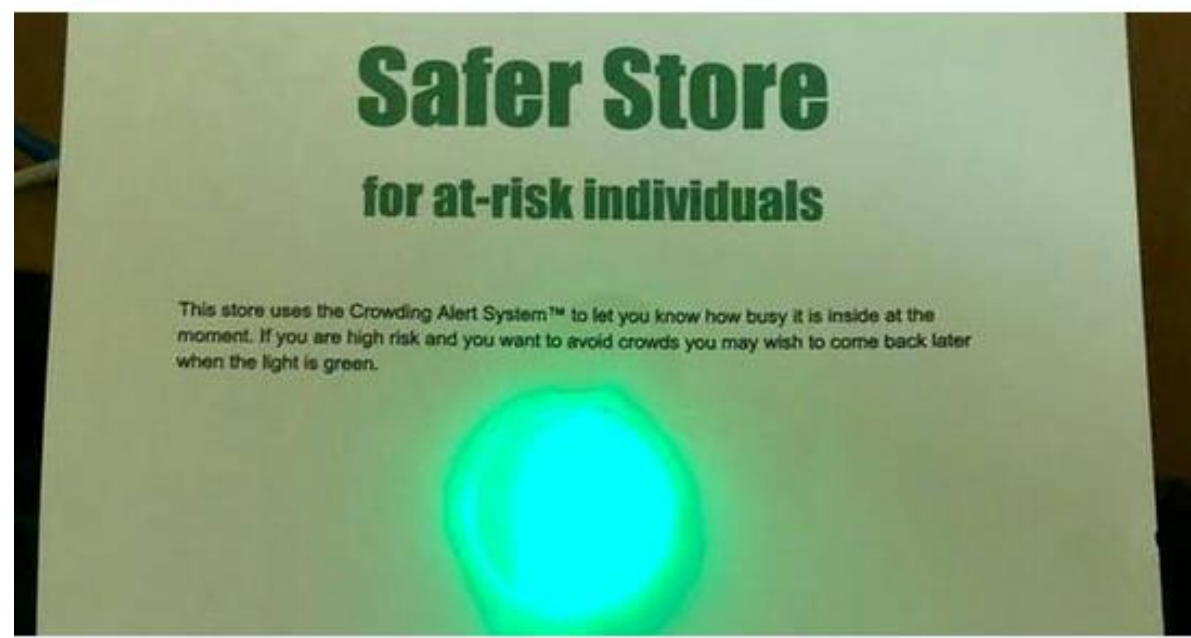 Safer Store
for at-risk individuals
This store uses the Crowding Alert System™ to let you know how busy it is inside at the
moment. If you are high risk and you want to avoid crowds you may wish to come back later
when the light is green.